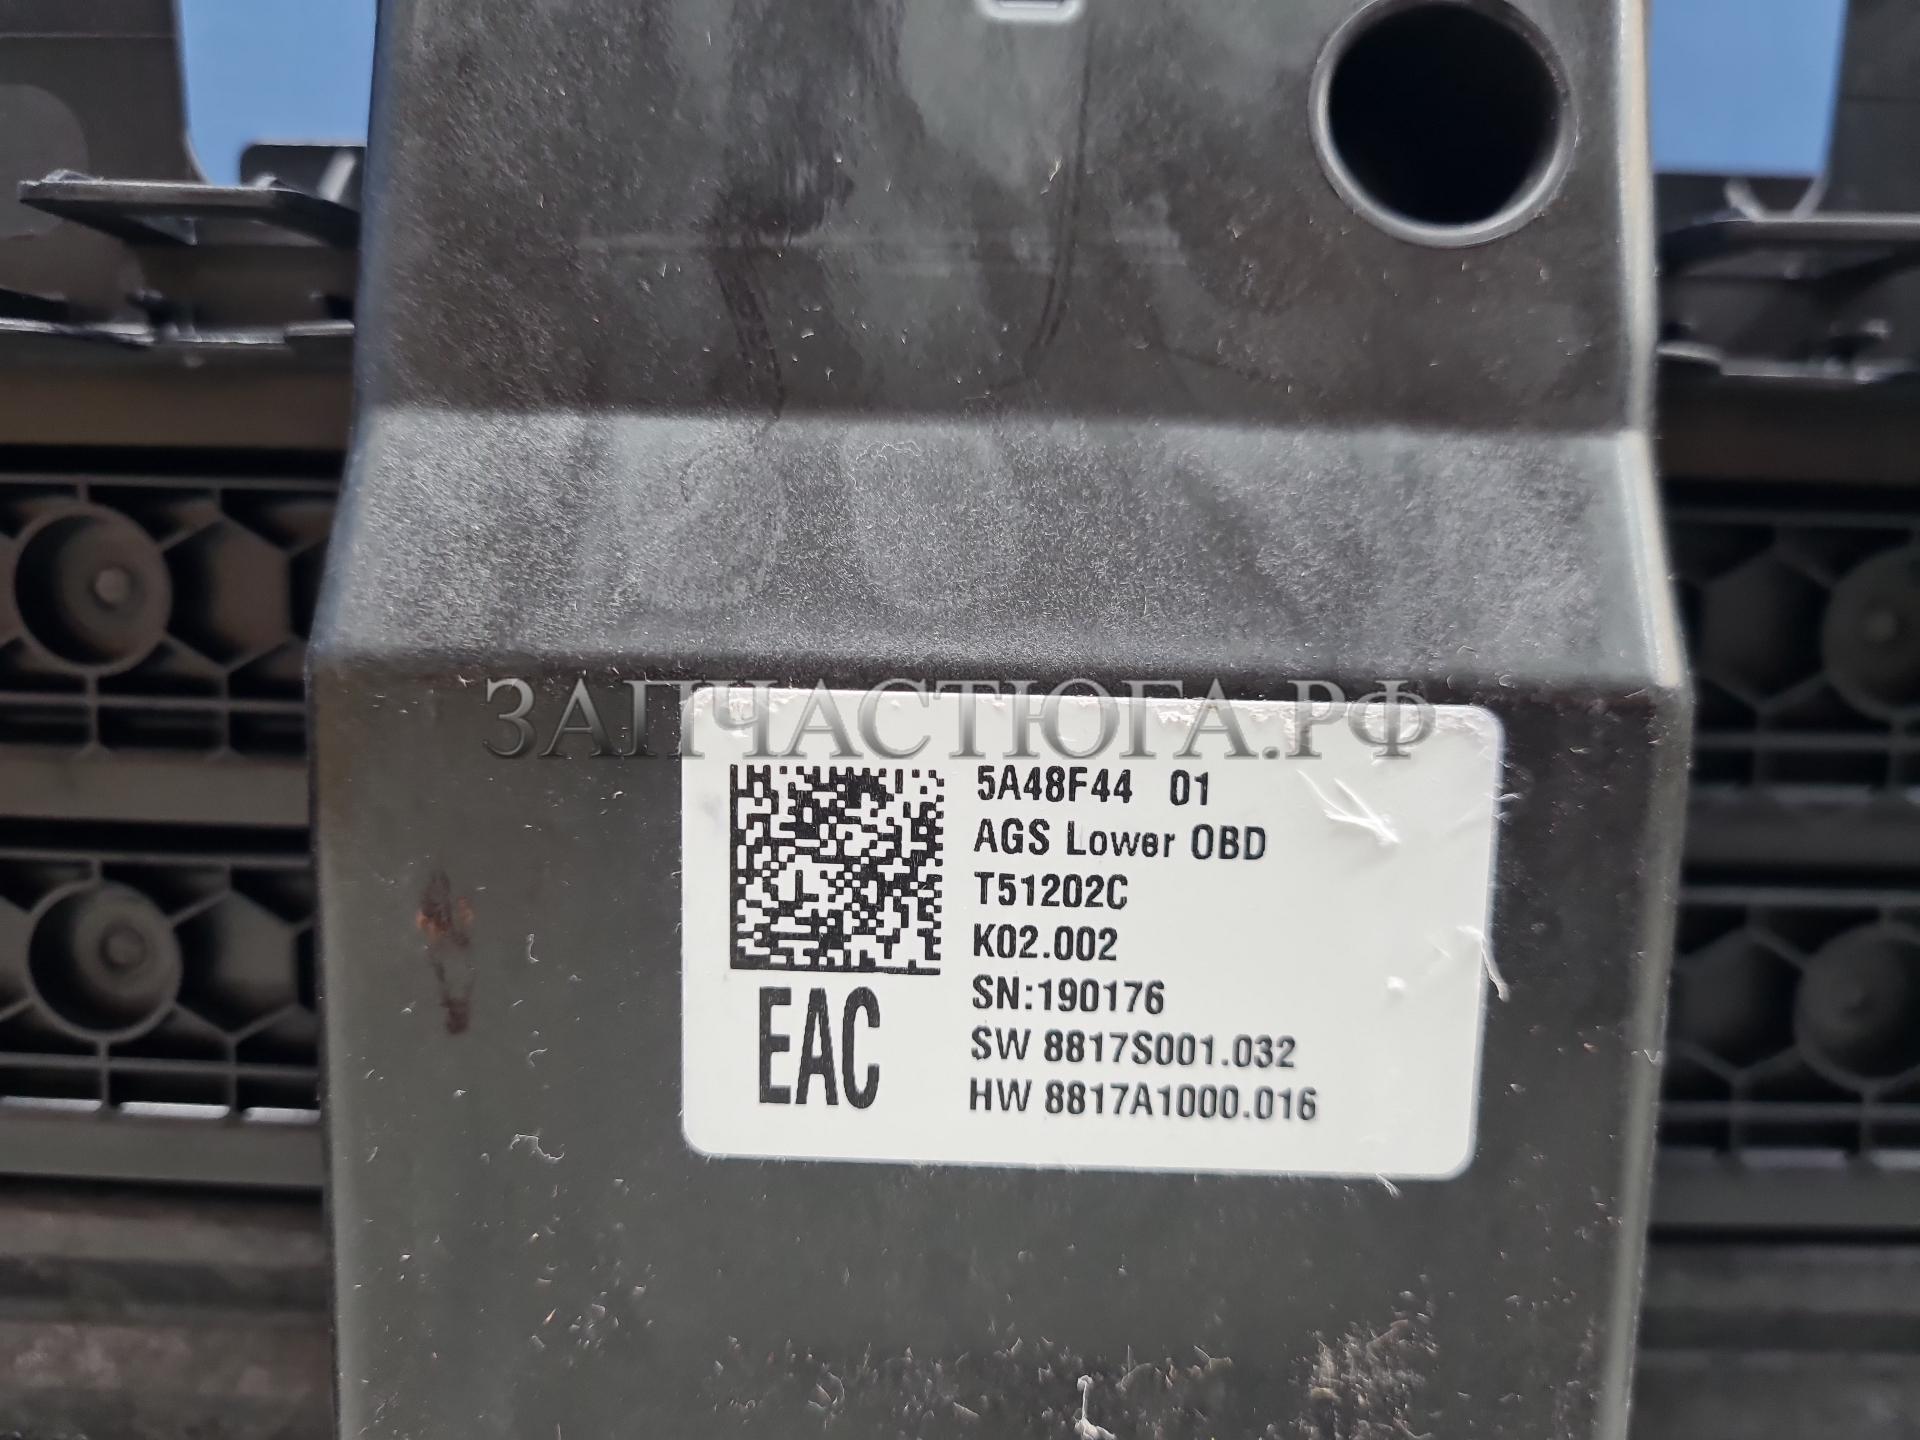 ЗАПЧАСТЮГА.РФ
5A48F44 01
AGS Lower OBD
T51202C
K02.002
SN:190176
SW 8817S001.032
HW 8817A1000.016
EAC